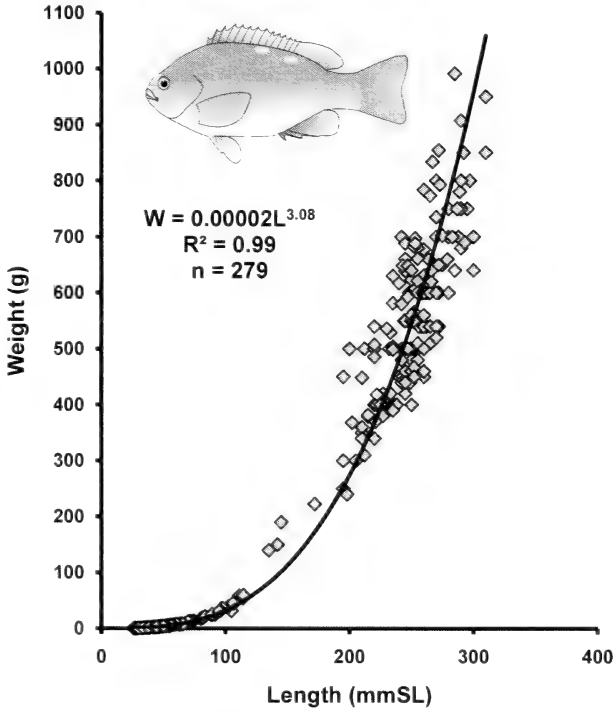 1100
1000
900
800
700
600
500
400
300
200
100
0
Weight (g)
W = 0.00002L^3.08
R² = 0.99
n = 279
0 100 200 300 400
Length (mmSL)